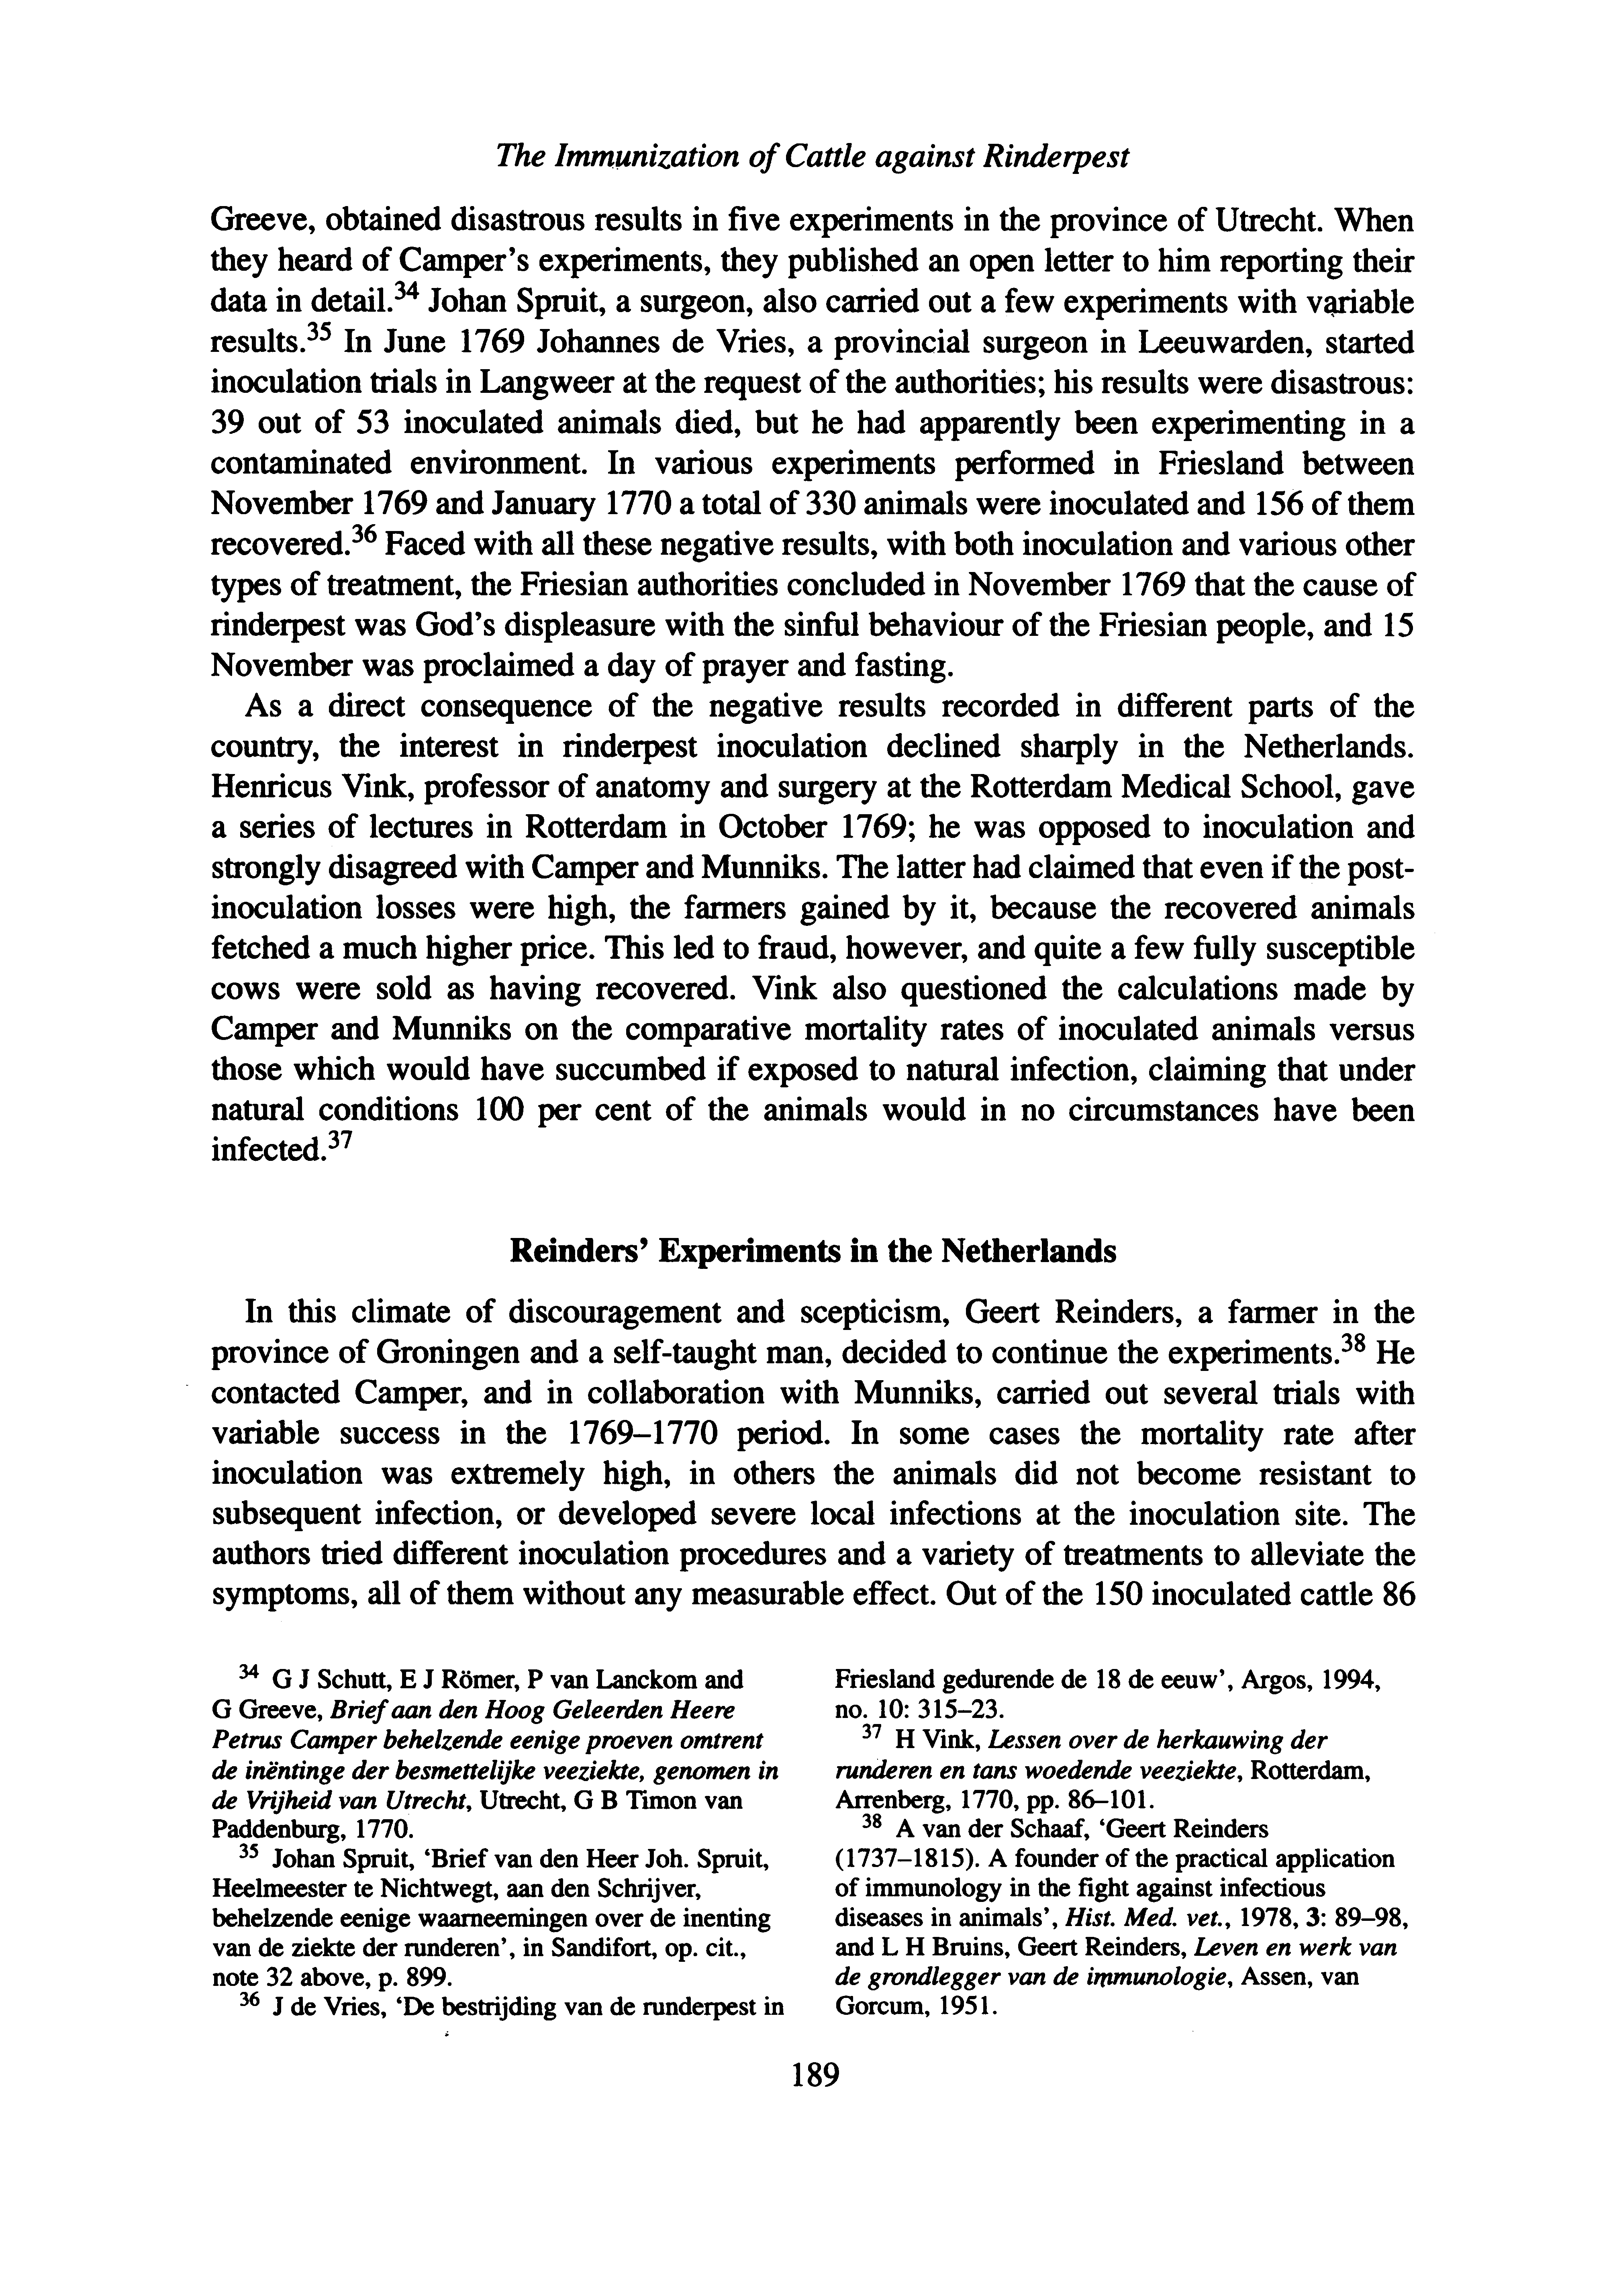 The Immunization of Cattle against Rinderpest
Greeve, obtained disastrous results in five experiments in the province of Utrecht. When
they heard of Camper's experiments, they published an open letter to him reporting their
data in detail.34 Johan Spruit, a surgeon, also carried out a few experiments with variable
results.35 In June 1769 Johannes de Vries, a provincial surgeon in Leeuwarden, started
inoculation trials in Langweer at the request of the authorities; his results were disastrous:
39 out of 53 inoculated animals died, but he had apparently been experimenting in a
contaminated environment. In various experiments performed in Friesland between
November 1769 and January 1770 a total of 330 animals were inoculated and 156 of them
recovered.36 Faced with all these negative results, with both inoculation and various other
types of treatment, the Friesian authorities concluded in November 1769 that the cause of
rinderpest was God's displeasure with the sinful behaviour of the Friesian people, and 15
November was proclaimed a day of prayer and fasting.
As a direct consequence of the negative results recorded in different parts of the
country, the interest in rinderpest inoculation declined sharply in the Netherlands.
Henricus Vink, professor of anatomy and surgery at the Rotterdam Medical School, gave
a series of lectures in Rotterdam in October 1769; he was opposed to inoculation and
strongly disagreed with Camper and Munniks. The latter had claimed that even if the post-
inoculation losses were high, the farmers gained by it, because the recovered animals
fetched a much higher price. This led to fraud, however, and quite a few fully susceptible
cows were sold as having recovered. Vink also questioned the calculations made by
Camper and Munniks on the comparative mortality rates of inoculated animals versus
those which would have succumbed if exposed to natural infection, claiming that under
natural conditions 100 per cent of the animals would in no circumstances have been
infected.37
Reinders' Experiments in the Netherlands
In this climate of discouragement and scepticism, Geert Reinders, a farmer in the
province of Groningen and a self-taught man, decided to continue the experiments.38 He
contacted Camper, and in collaboration with Munniks, carried out several trials with
variable success in the 1769–1770 period. In some cases the mortality rate after
inoculation was extremely high, in others the animals did not become resistant to
subsequent infection, or developed severe local infections at the inoculation site. The
authors tried different inoculation procedures and a variety of treatments to alleviate the
symptoms, all of them without any measurable effect. Out of the 150 inoculated cattle 86
34 G J Schutt, E J Römer, P van Lanckom and
G Greeve, Brief aan den Hoog Geleerden Heere
Petrus Camper behelzende eenige proeven omtrent
de inëntinge der besmettelijke veeziekte, genomen in
de Vrijheid van Utrecht, Utrecht, G B Timon van
Paddenburg, 1770.
35 Johan Spruit, 'Brief van den Heer Joh. Spruit,
Heelmeester te Nichtwegt, aan den Schrijver,
behelzende eenige waarneemingen over de inenting
van de ziekte der runderen', in Sandifort, op. cit.,
note 32 above, p. 899.
36 J de Vries, 'De bestrijding van de runderpest in
Friesland gedurende de 18 de eeuw', Argos, 1994,
no. 10: 315–23.
37 H Vink, Lessen over de herkauwing der
runderen en tans woedende veeziekte, Rotterdam,
Arrenberg, 1770, pp. 86–101.
38 A van der Schaaf, 'Geert Reinders
(1737–1815). A founder of the practical application
of immunology in the fight against infectious
diseases in animals', Hist. Med. vet., 1978, 3: 89–98,
and L H Bruins, Geert Reinders, Leven en werk van
de grondlegger van de immunologie, Assen, van
Gorcum, 1951.
189